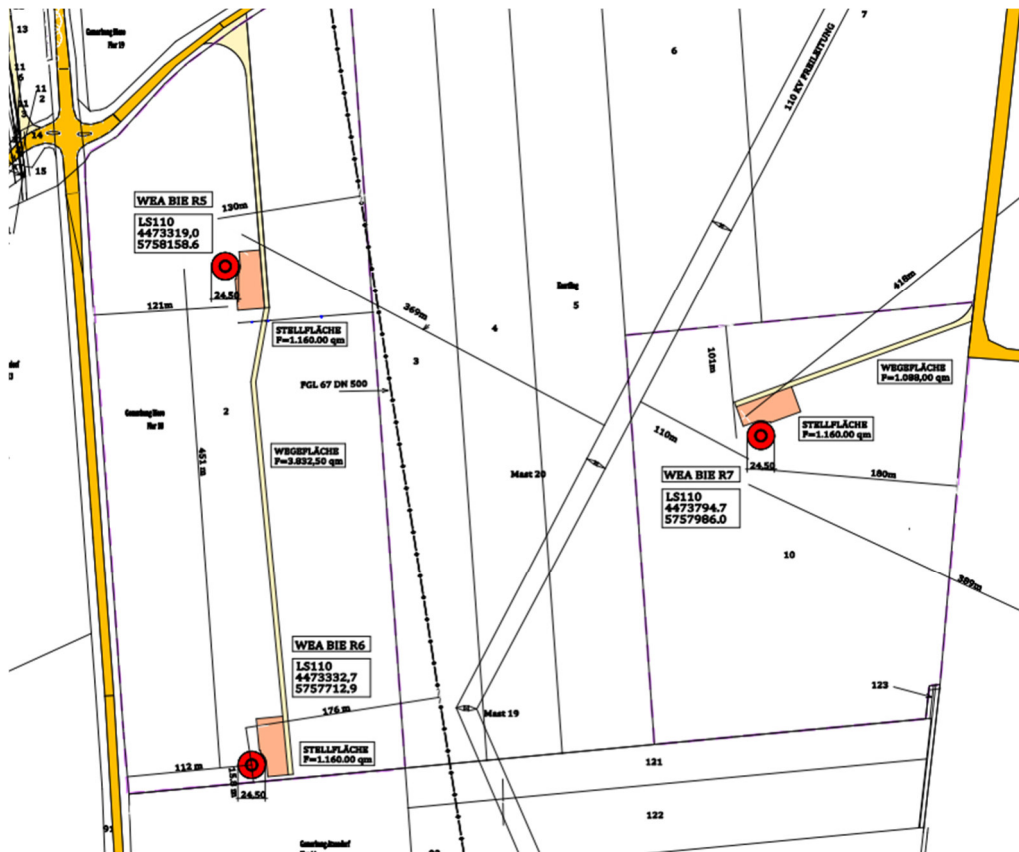 13
7
6
11
2
11
3
14
15
110 KV FREILEITUNG
WEA BIE R5
LS110
4473319,0
5758158.6
130m
24,50
121m
STELLFLÄCHE
F=1.160.00 qm
369m
4
5
3
418m
101m
WEGEFLÄCHE
F=1.088,00 qm
FGL 67 DN 500
2
STELLFLÄCHE
F=1.160.00 qm
110m
24,50
180m
451 m
WEGEFLÄCHE
F=3.832,50 qm
Mast 20
WEA BIE R7
LS110
4473794.7
5757986.0
10
389m
WEA BIE R6
LS110
4473332,7
5757712,9
176 m
Mast 19
123
STELLFLÄCHE
F=1.160.00 qm
112 m
24,50
121
122
91